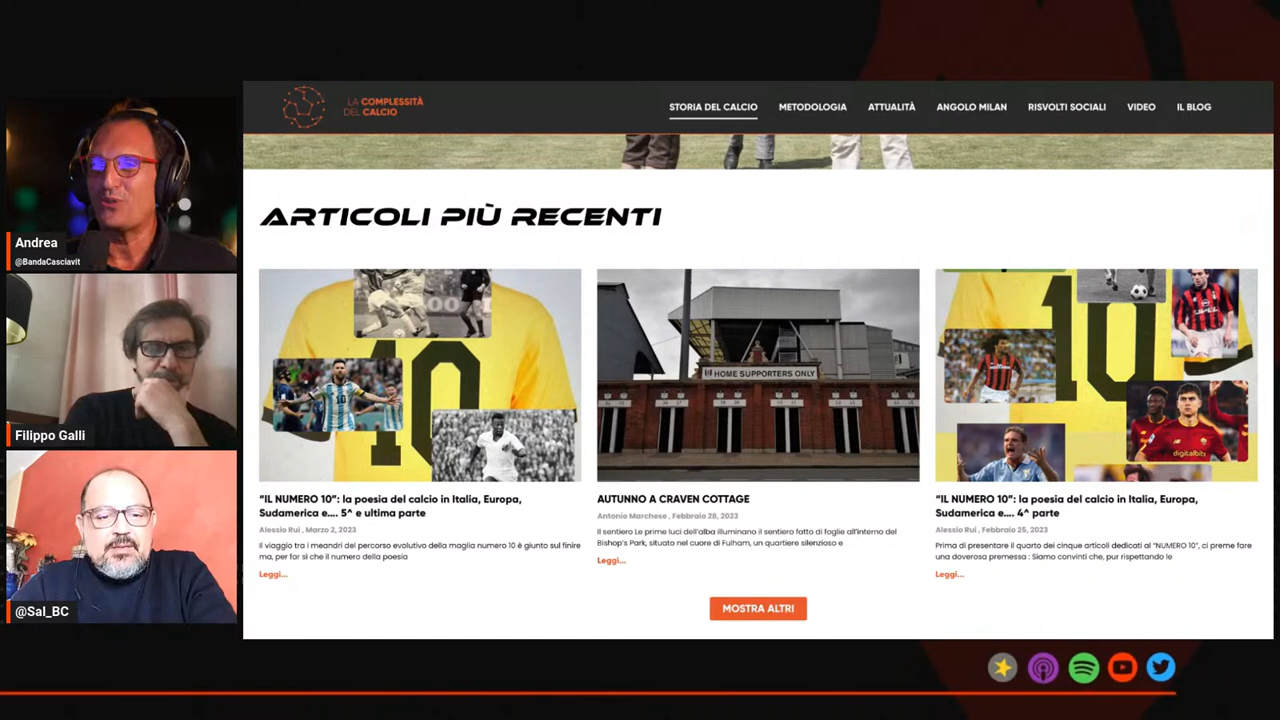 LA COMPLESSITÀ
DEL CALCIO
STORIA DEL CALCIO METODOLOGIA ATTUALITÀ ANGOLO MILAN RISVOLTI SOCIALI VIDEO IL BLOG
ARTICOLI PIÙ RECENTI
Andrea
@BandaCasciavit
Filippo Galli
@Sal_BC
10
10
HOME SUPPORTERS ONLY
10
digitalbits
“IL NUMERO 10”: la poesia del calcio in Italia, Europa,
Sudamerica e.... 5^ e ultima parte
Alessio Rui , Marzo 2, 2023
Il viaggio tra i meandri del percorso evolutivo della maglia numero 10 è giunto sul finire
ma, per far sì che il numero della poesia
Leggi...
AUTUNNO A CRAVEN COTTAGE
Antonio Marchese , Febbraio 28, 2023
Il sentiero Le prime luci dell’alba illuminano il sentiero fatto di foglie all’interno del
Bishop’s Park, situato nel cuore di Fulham, un quartiere silenzioso e
Leggi...
“IL NUMERO 10”: la poesia del calcio in Italia, Europa,
Sudamerica e.... 4^ parte
Alessio Rui , Febbraio 25, 2023
Prima di presentare il quarto dei cinque articoli dedicati al “NUMERO 10”, ci preme fare
una doverosa premessa : Siamo convinti che, pur rispettando le
Leggi...
MOSTRA ALTRI